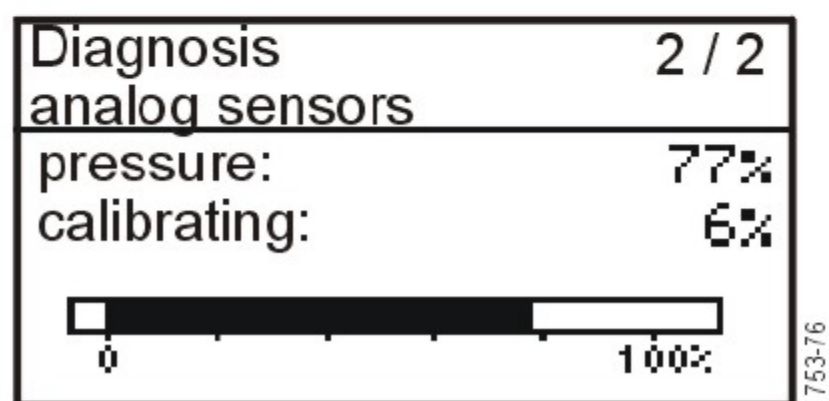 Diagnosis 2 / 2
analog sensors
pressure: 77%
calibrating: 6%
0 100%
753-76